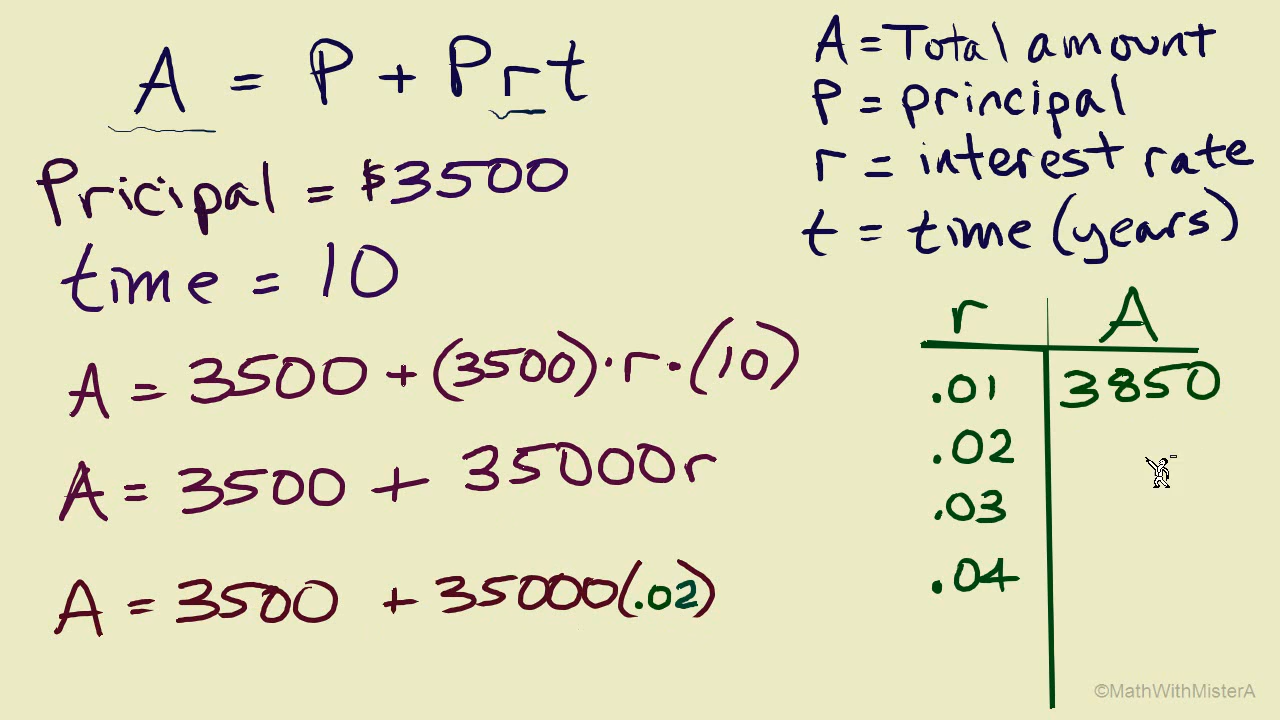 A = P + Prt
Pricipal = $3500
time = 10
A = 3500 + (3500) · r · (10)
A = 3500 + 35000r
A = 3500 + 35000(.02)
A = Total amount
P = principal
r = interest rate
t = time (years)
r A
.01 3850
.02
.03
.04
©MathWithMisterA